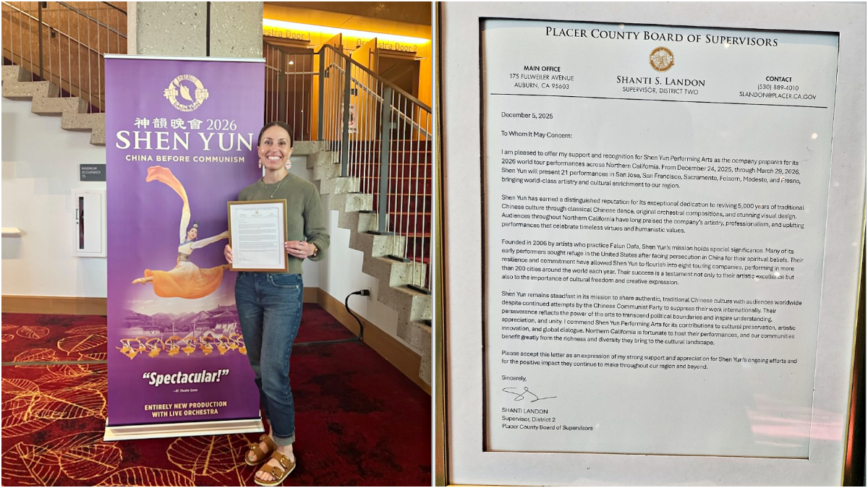 神韻晚會 2026
SHEN YUN
CHINA BEFORE COMMUNISM
"Spectacular!"
ENTIRELY NEW PRODUCTION
WITH LIVE ORCHESTRA
PLACER COUNTY BOARD OF SUPERVISORS
MAIN OFFICE
175 FULWEILER AVENUE
AUBURN, CA 95603
SHANTI S. LANDON
SUPERVISOR, DISTRICT TWO
CONTACT
(530) 889-4010
SLANDON@PLACER.CA.GOV
December 5, 2025
To Whom It May Concern:
I am pleased to offer my support and recognition for Shen Yun Performing Arts as the company prepares for its
2026 world tour performances across Northern California. From December 24, 2025, through March 29, 2026,
Shen Yun will present 21 performances in San Jose, San Francisco, Sacramento, Folsom, Modesto, and Fresno,
bringing world-class artistry and cultural enrichment to our region.
Shen Yun has earned a distinguished reputation for its exceptional dedication to reviving 5,000 years of traditional
Chinese culture through classical Chinese dance, original orchestral compositions, and stunning visual design.
Audiences throughout Northern California have long praised the company's artistry, professionalism, and uplifting
performances that celebrate timeless virtues and humanistic values.
Founded in 2006 by artists who practice Falun Dafa, Shen Yun's mission holds special significance. Many of its
early performers sought refuge in the United States after facing persecution in China for their spiritual beliefs. Their
resilience and commitment have allowed Shen Yun to flourish into eight touring companies, performing in more
than 200 cities around the world each year. Their success is a testament not only to their artistic excellence but
also to the importance of cultural freedom and creative expression.
Shen Yun remains steadfast in its mission to share authentic, traditional Chinese culture with audiences worldwide
despite continued attempts by the Chinese Communist Party to suppress their work internationally. Their
perseverance reflects the power of the arts to transcend political boundaries and inspire understanding,
appreciation, and unity. I commend Shen Yun Performing Arts for its contributions to cultural preservation, artistic
innovation, and global dialogue. Northern California is fortunate to host their performances, and our communities
benefit greatly from the richness and diversity they bring to the cultural landscape.
Please accept this letter as an expression of my strong support and appreciation for Shen Yun's ongoing efforts and
for the positive impact they continue to make throughout our region and beyond.
Sincerely,
SHANTI LANDON
Supervisor, District 2
Placer County Board of Supervisors